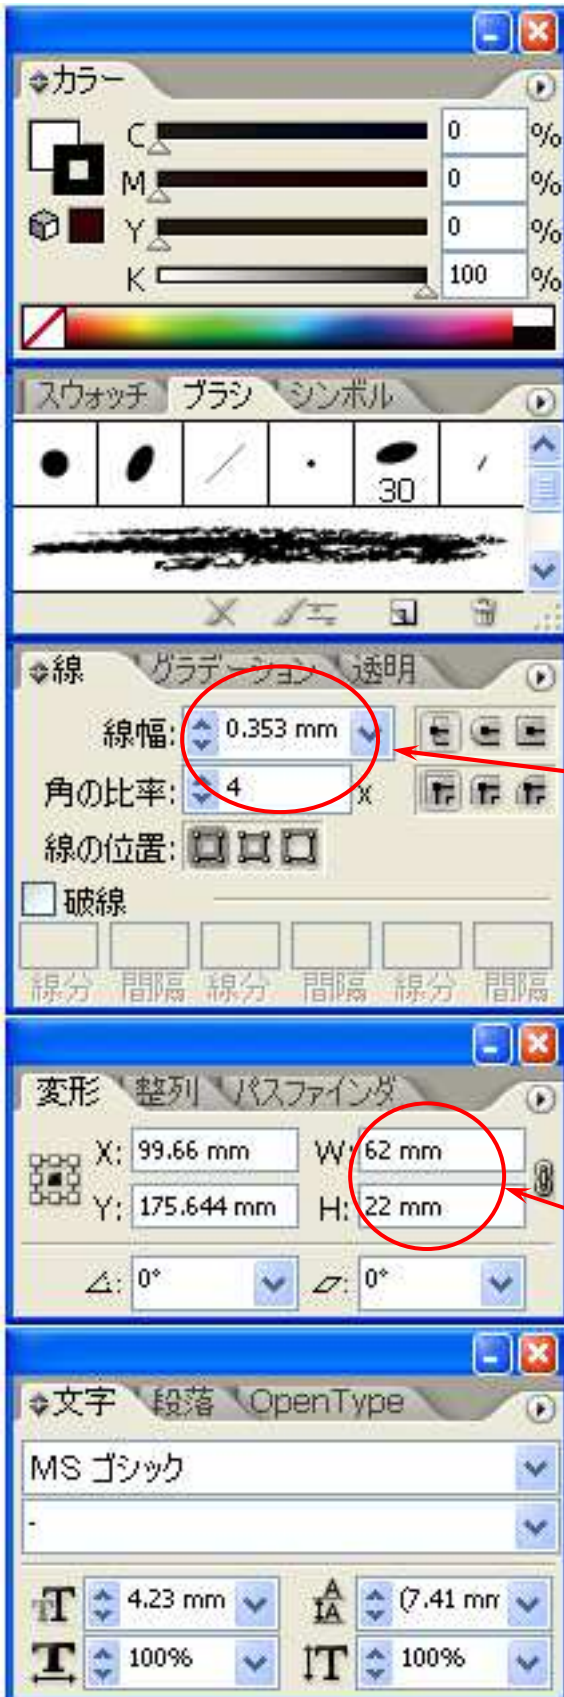 カラー
C 0 %
M 0 %
Y 0 %
K 100 %
スウォッチ ブラシ シンボル
30
線 グラデーション 透明
線幅: 0.353 mm
角の比率: 4 x
線の位置:
破線
線分 間隔 線分 間隔 線分 間隔
変形 整列 パスファインダ
X: 99.66 mm W: 62 mm
Y: 175.644 mm H: 22 mm
0° 0°
文字 段落 OpenType
MS ゴシック
-
4.23 mm (7.41 mm
100% 100%